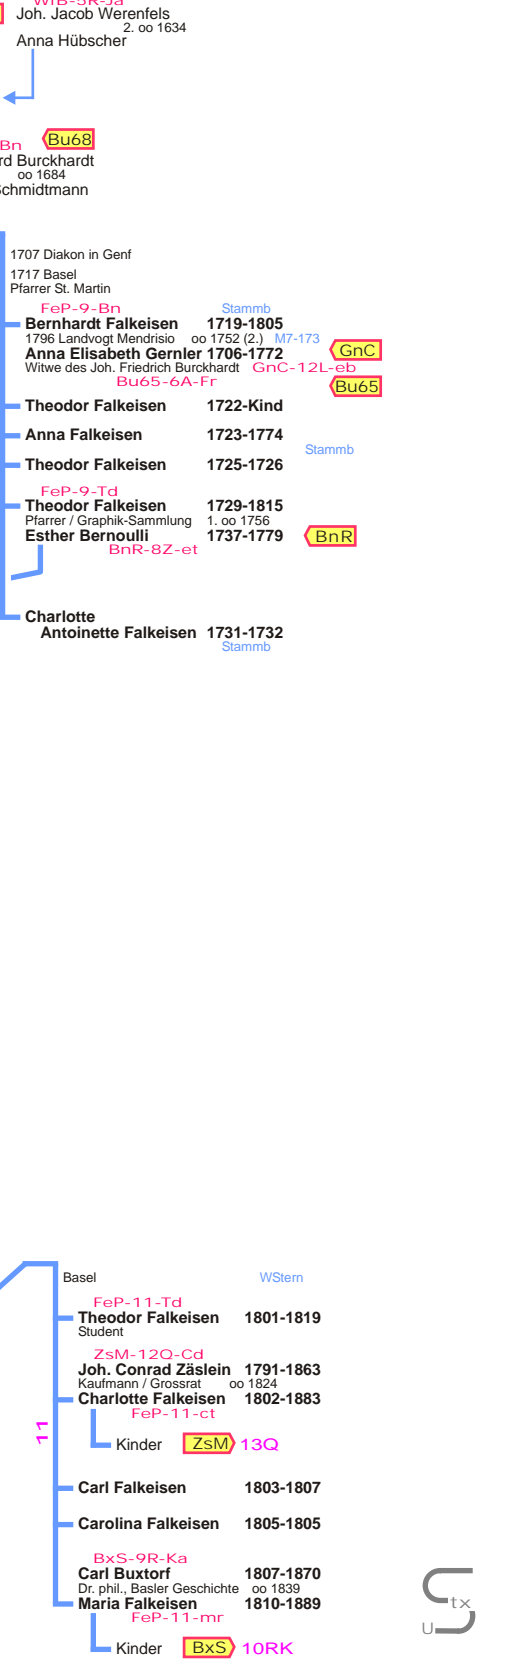 WfB-5R-Ja
Joh. Jacob Werenfels
2. oo 1634
Anna Hübscher
Bn Bu68
rd Burckhardt
oo 1684
chmidtmann
1707 Diakon in Genf
1717 Basel
Pfarrer St. Martin
FeP-9-Bn Stammb
Bernhardt Falkeisen 1719-1805
1796 Landvogt Mendrisio oo 1752 (2.) M7-173
Anna Elisabeth Gernler 1706-1772 GnC
Witwe des Joh. Friedrich Burckhardt GnC-12L-eb
Bu65-6A-Fr Bu65
Theodor Falkeisen 1722-Kind
Anna Falkeisen 1723-1774
Stammb
Theodor Falkeisen 1725-1726
FeP-9-Td
Theodor Falkeisen 1729-1815
Pfarrer / Graphik-Sammlung 1. oo 1756
Esther Bernoulli 1737-1779 BnR
BnR-8Z-et
Charlotte
Antoinette Falkeisen 1731-1732
Stammb
Basel WStern
FeP-11-Td
Theodor Falkeisen 1801-1819
Student
ZsM-12Q-Cd
Joh. Conrad Zäslein 1791-1863
Kaufmann / Grossrat oo 1824
Charlotte Falkeisen 1802-1883
FeP-11-ct
11
Kinder ZsM 13Q
Carl Falkeisen 1803-1807
Carolina Falkeisen 1805-1805
BxS-9R-Ka
Carl Buxtorf 1807-1870
Dr. phil., Basler Geschichte oo 1839
Maria Falkeisen 1810-1889
FeP-11-mr
Kinder BxS 10RK
Stx
U